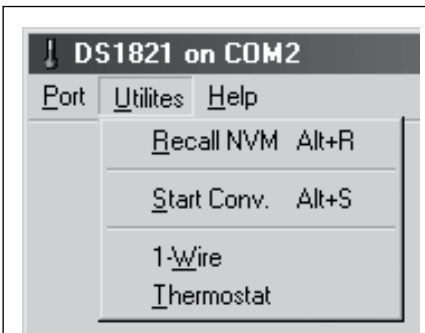 DS1821 on COM2
Port Utilites Help
Recall NVM Alt+R
Start Conv. Alt+S
1-Wire
Thermostat